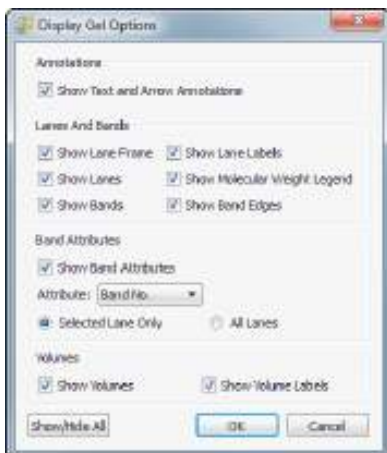 Display Gel Options
Annotations
Show Text and Arrow Annotations
Lanes And Bands
Show Lane Frame Show Lane Labels
Show Lanes Show Molecular Weight Legend
Show Bands Show Band Edges
Band Attributes
Show Band Attributes
Attribute: Band No.
Selected Lane Only All Lanes
Volumes
Show Volumes Show Volume Labels
Show/Hide All OK Cancel